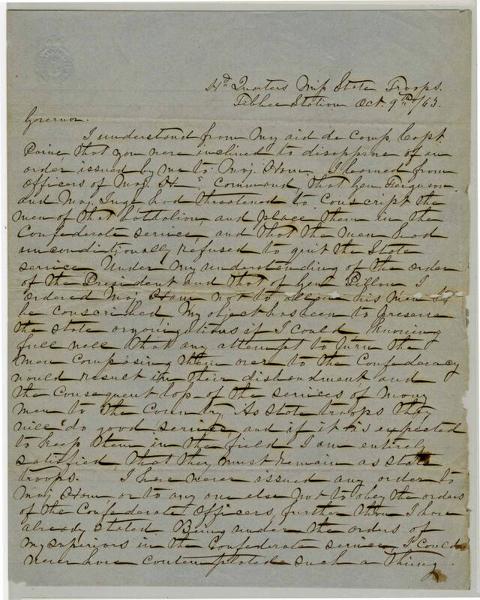 Hd Quarters Miss State Troops.
Tibbee Station Oct 9th /63.
Governor.
I understand from my aid de camp Capt
that you were inclined to disapprove of an
order issued by me to Maj. Ham, I learned from
officers of Maj. H's Command that Gen Ferguson
and Maj. Inge had threatened to conscript the
men of that battalion, and place them in the
Confederate service and that the men had
unconditionally refused to quit the State
service Under my understanding of the order
of the President and that of Genl Pillow I
ordered Maj. Ham not to allow his men to
be conscribed My object has been to preserve
the State organizations if I could knowing
full well that any attempt to turn the
men composing them over to the Confederacy
would result in their disbandment and
the consequent loss of the services of many
men to the Country As State troops they
will do good service and if it is expected
to keep them in the field I am entirely
satisfied, that they must remain as State
troops. I have never issued any order to
Maj. Ham or to any one else not to obey the orders
of the Confederate Officers further than I have
already stated. Being under the orders of
my superiors in the Confederate service, I could
never have contemplated such a thing.